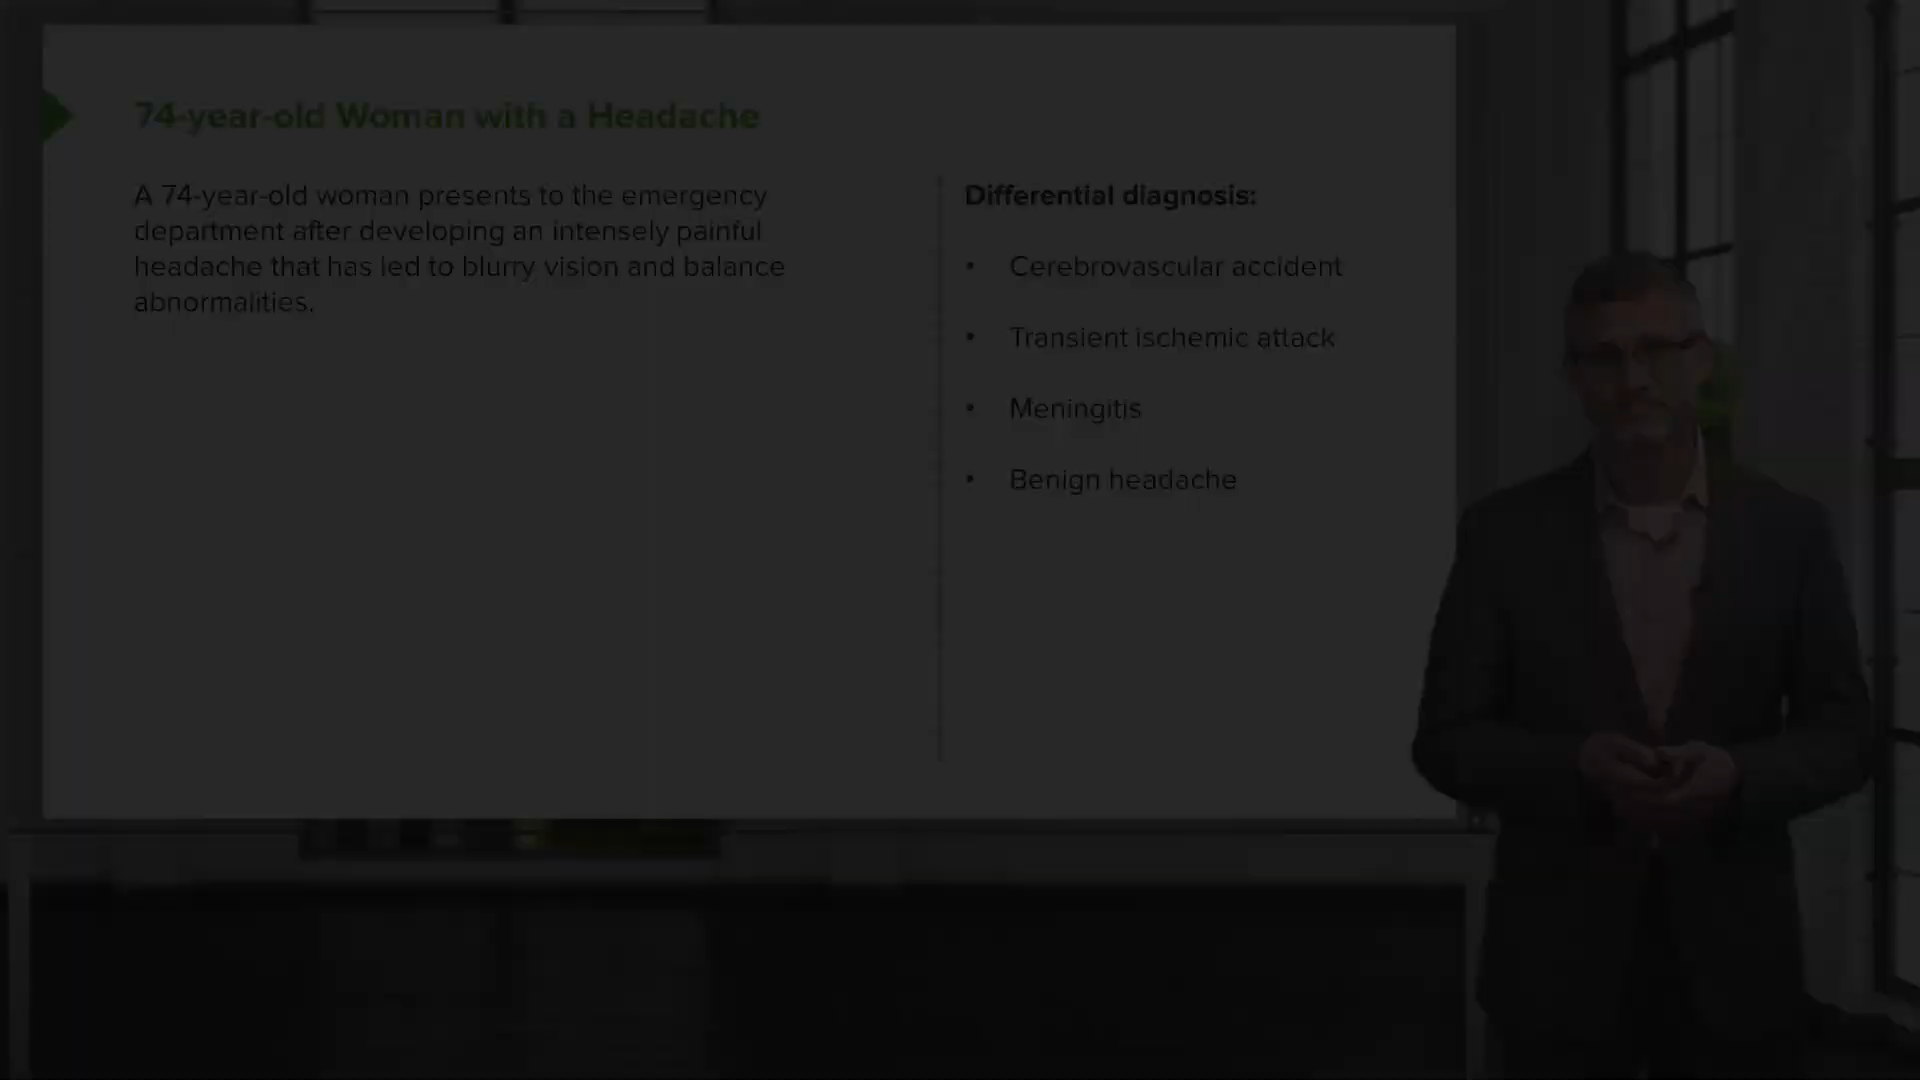 74-year-old Woman with a Headache
A 74-year-old woman presents to the emergency
department after developing an intensely painful
headache that has led to blurry vision and balance
abnormalities.
Differential diagnosis:
• Cerebrovascular accident
• Transient ischemic attack
• Meningitis
• Benign headache